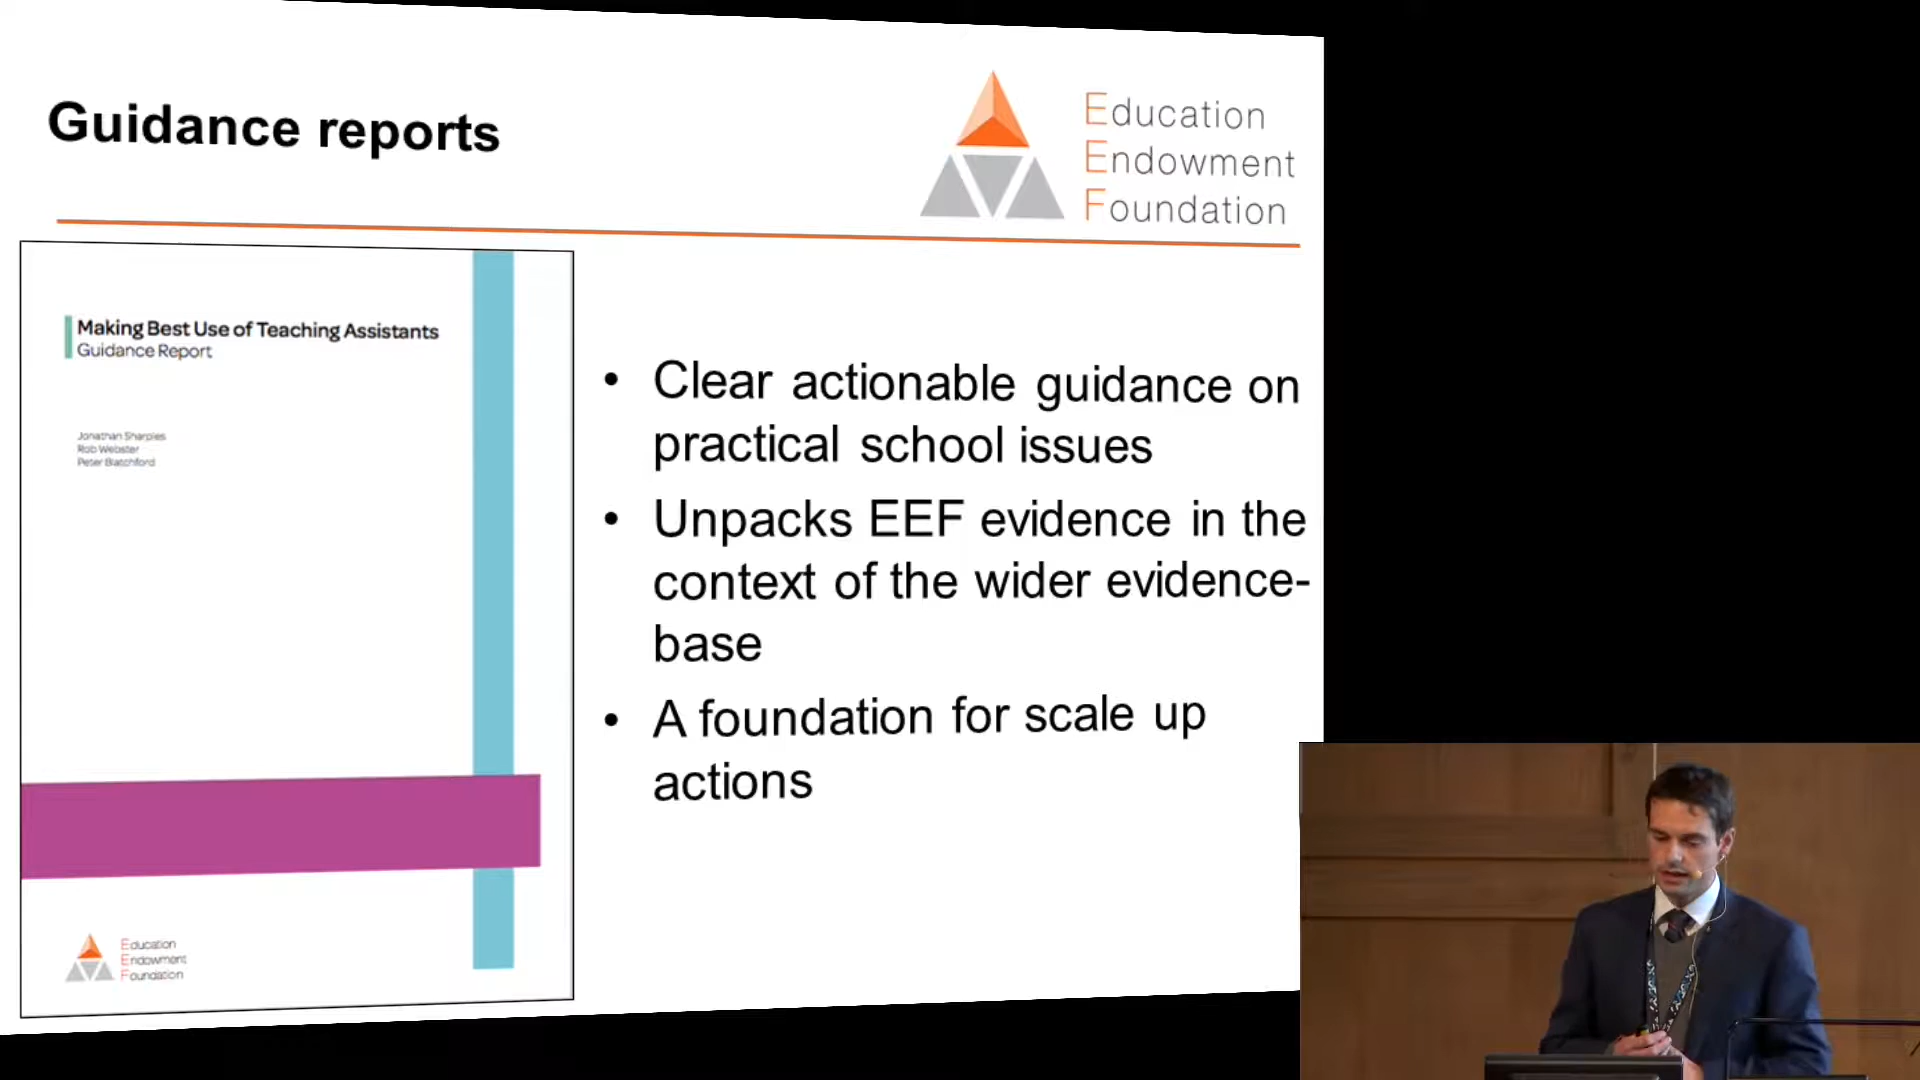 Guidance reports
Education
Endowment
Foundation
Making Best Use of Teaching Assistants
Guidance Report
Jonathan Sharples
Rob Webster
Peter Blatchford
Education
Endowment
Foundation
• Clear actionable guidance on
practical school issues
• Unpacks EEF evidence in the
context of the wider evidence-
base
• A foundation for scale up
actions